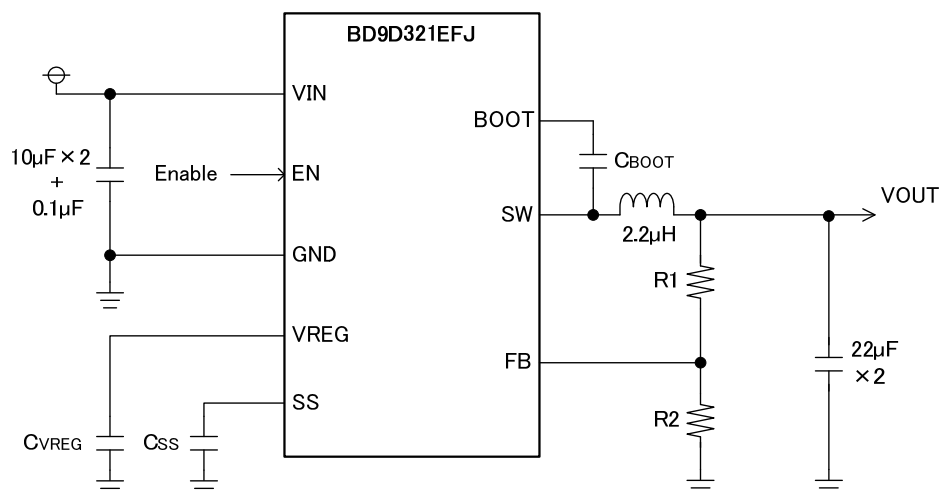 BD9D321EFJ
VIN
BOOT
10µF × 2
+
0.1µF
Enable
EN
CBOOT
SW
VOUT
2.2µH
GND
R1
VREG
FB
22µF
×2
SS
R2
CVREG
CSS